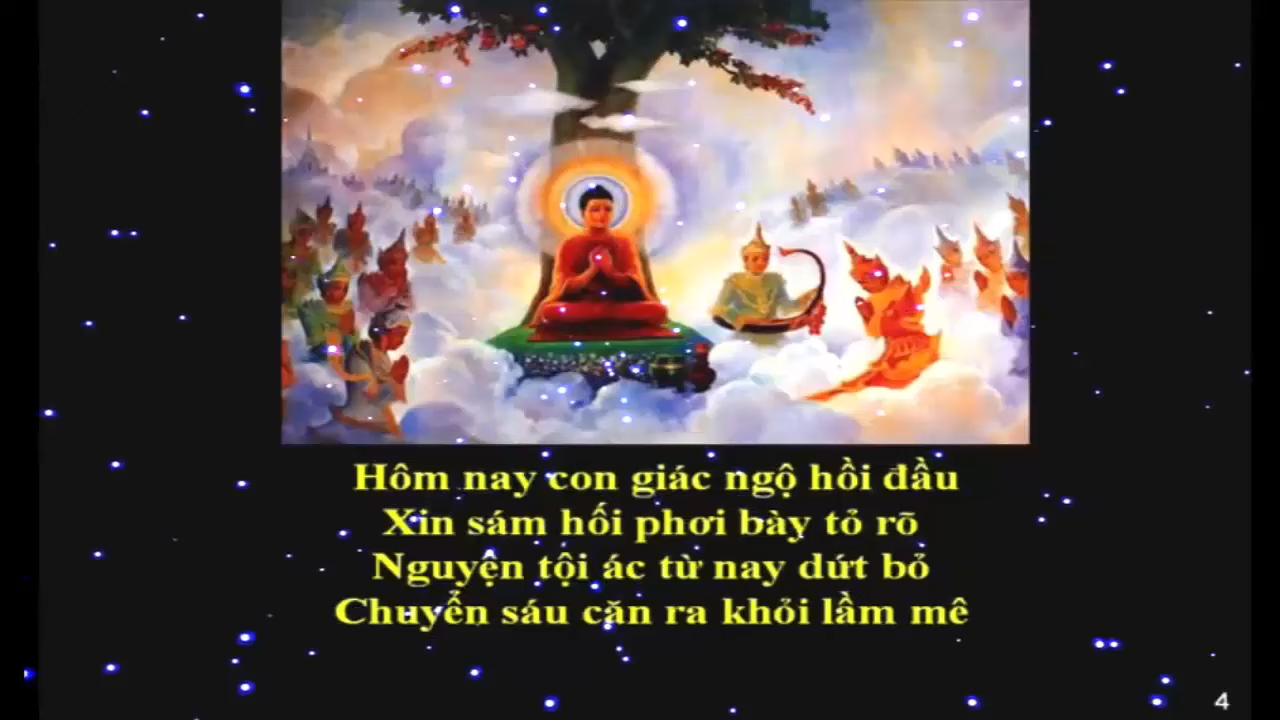 Hôm nay con giác ngộ hồi đầu
Xin sám hối phơi bày tỏ rõ
Nguyện tội ác từ nay dứt bỏ
Chuyển sáu căn ra khỏi lầm mê
4